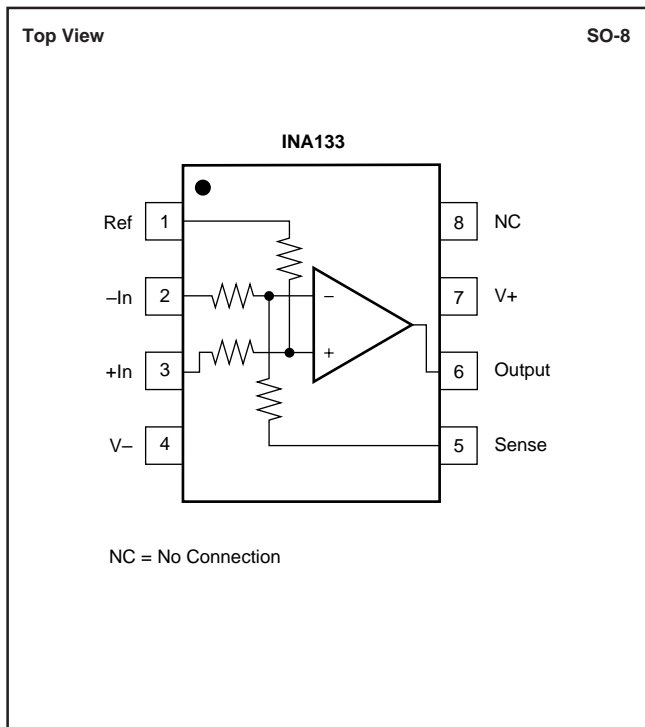 Top View SO-8
INA133
Ref 1 8 NC
–In 2 – 7 V+
+In 3 + 6 Output
V– 4 5 Sense
NC = No Connection